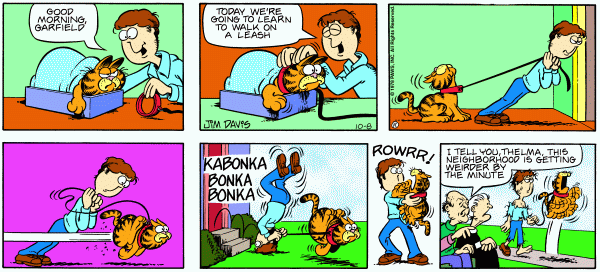 GOOD
MORNING,
GARFIELD
TODAY WE'RE
GOING TO LEARN
TO WALK ON
A LEASH
JIM DAVIS
10-8
KABONKA
BONKA
BONKA
ROWRR!
I TELL YOU, THELMA, THIS
NEIGHBORHOOD IS GETTING
WEIRDER BY
THE MINUTE